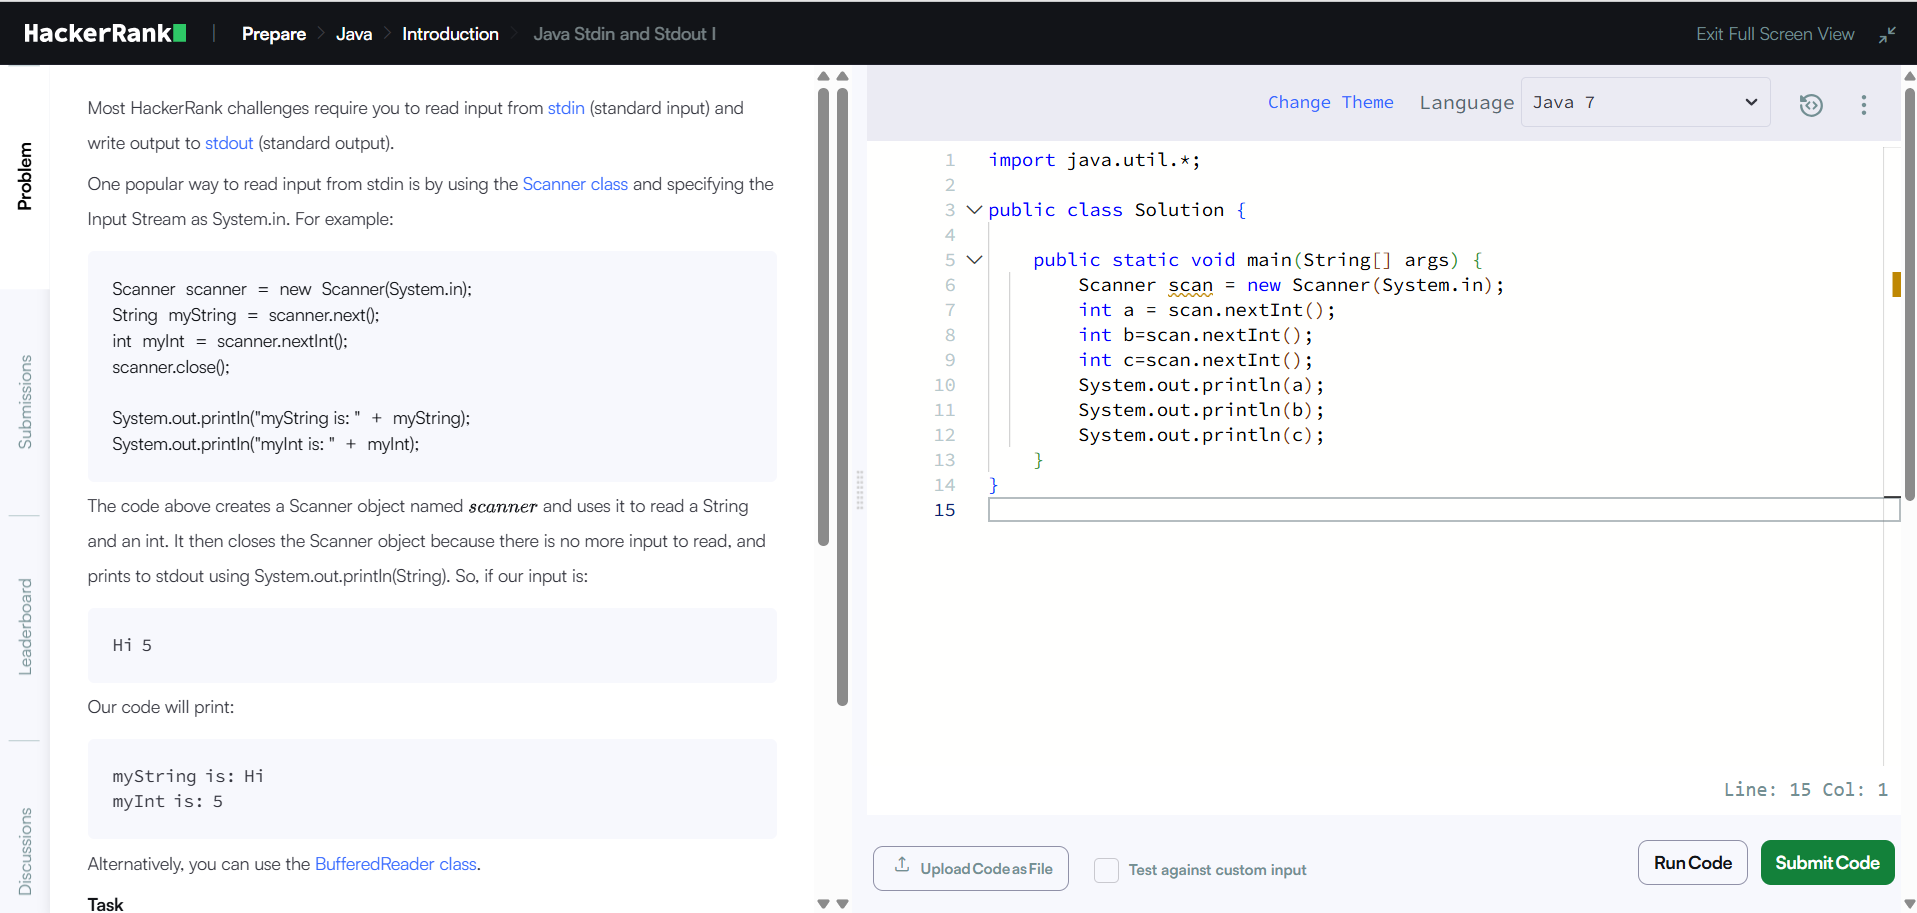 HackerRank
Prepare
Java
Introduction
Java Stdin and Stdout I
Exit Full Screen View
Problem
Submissions
Leaderboard
Discussions
Most HackerRank challenges require you to read input from stdin (standard input) and
write output to stdout (standard output).
One popular way to read input from stdin is by using the Scanner class and specifying the
Input Stream as System.in. For example:
Scanner scanner = new Scanner(System.in);
String myString = scanner.next();
int myInt = scanner.nextInt();
scanner.close();
System.out.println("myString is: " + myString);
System.out.println("myInt is: " + myInt);
The code above creates a Scanner object named scanner and uses it to read a String
and an int. It then closes the Scanner object because there is no more input to read, and
prints to stdout using System.out.println(String). So, if our input is:
Hi 5
Our code will print:
myString is: Hi
myInt is: 5
Alternatively, you can use the BufferedReader class.
Task
Change Theme
Language
Java 7
1 import java.util.*;
2
3 public class Solution {
4
5     public static void main(String[] args) {
6         Scanner scan = new Scanner(System.in);
7         int a = scan.nextInt();
8         int b=scan.nextInt();
9         int c=scan.nextInt();
10         System.out.println(a);
11         System.out.println(b);
12         System.out.println(c);
13     }
14 }
15
Line: 15 Col: 1
Upload Code as File
Test against custom input
Run Code
Submit Code